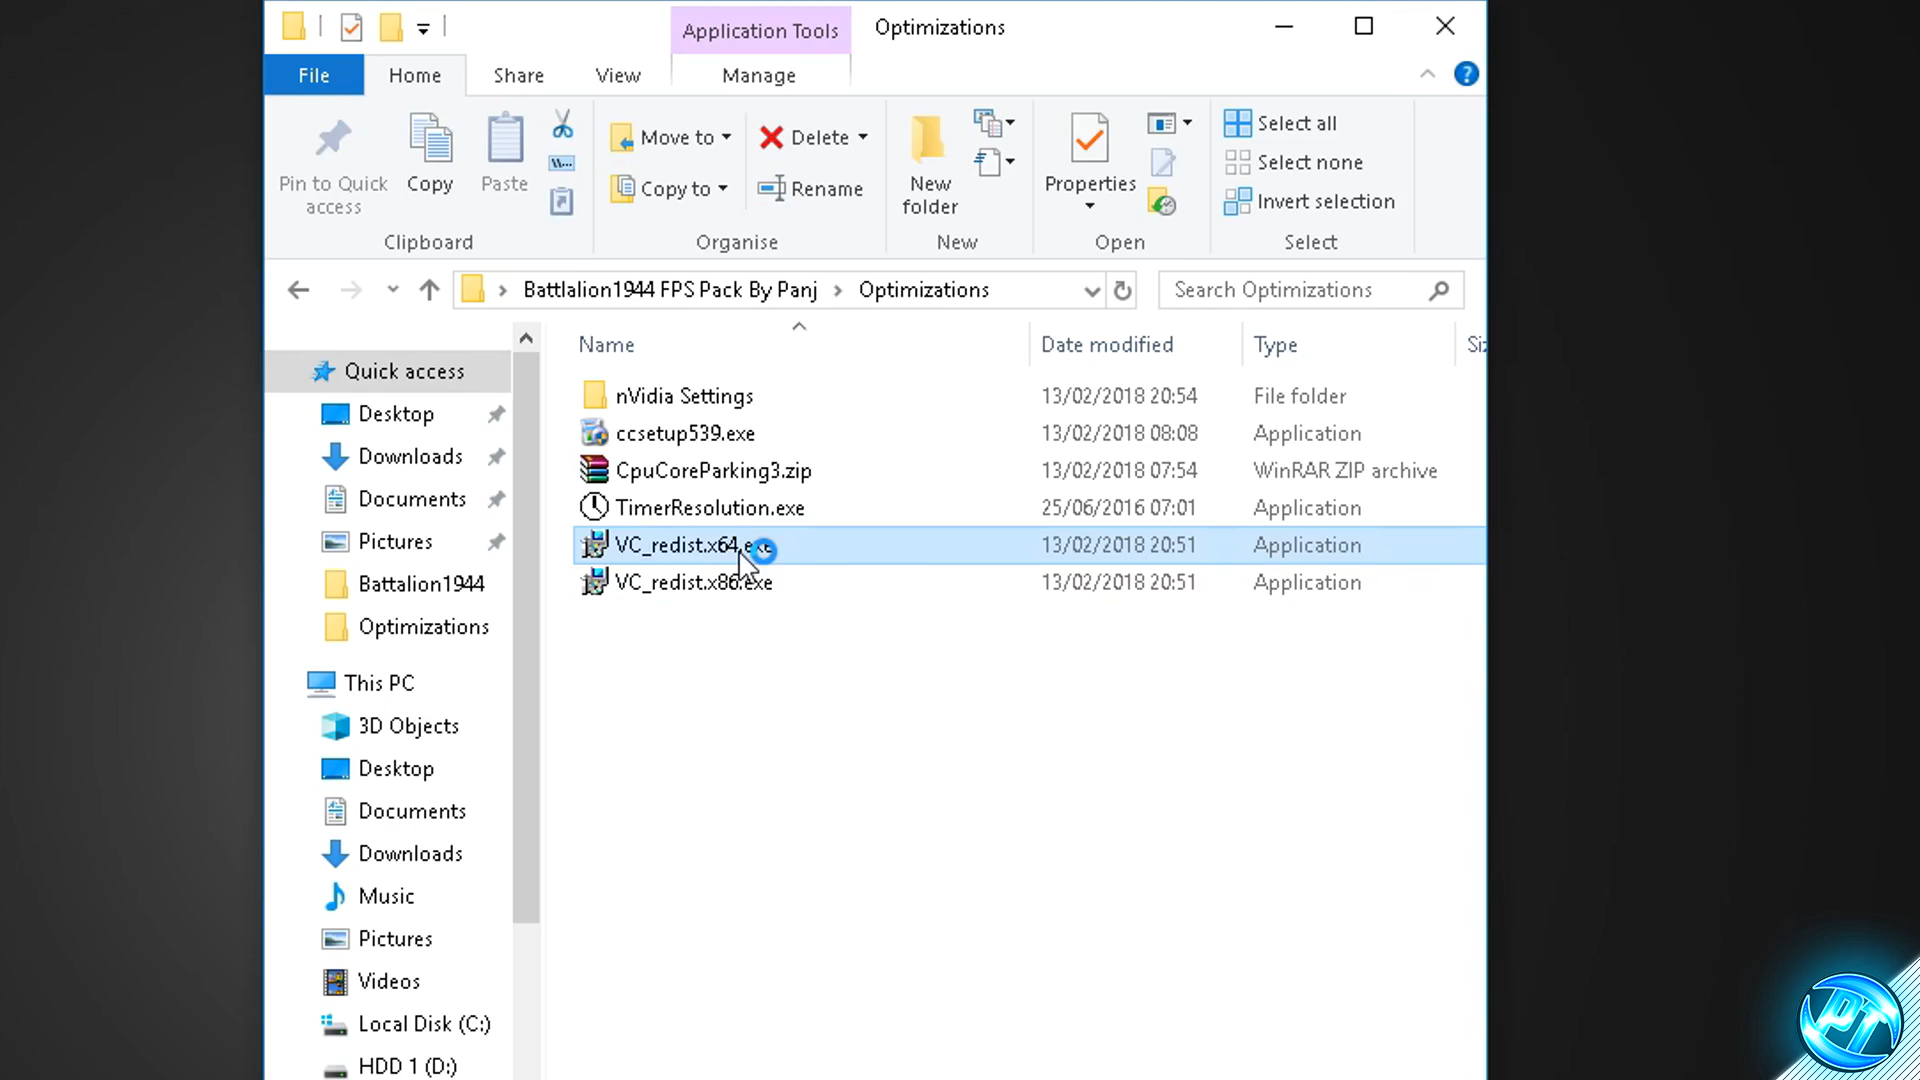 Application Tools
Optimizations
File
Home
Share
View
Manage
Pin to Quick access
Copy
Paste
Move to
Copy to
Delete
Rename
New folder
Properties
Select all
Select none
Invert selection
Clipboard
Organise
New
Open
Select
Battlalion1944 FPS Pack By Panj
Optimizations
Search Optimizations
Name
Date modified
Type
nVidia Settings 13/02/2018 20:54 File folder
ccsetup539.exe 13/02/2018 08:08 Application
CpuCoreParking3.zip 13/02/2018 07:54 WinRAR ZIP archive
TimerResolution.exe 25/06/2016 07:01 Application
VC_redist.x64.exe 13/02/2018 20:51 Application
VC_redist.x86.exe 13/02/2018 20:51 Application
Quick access
Desktop
Downloads
Documents
Pictures
Battalion1944
Optimizations
This PC
3D Objects
Desktop
Documents
Downloads
Music
Pictures
Videos
Local Disk (C:)
HDD 1 (D:)
PT